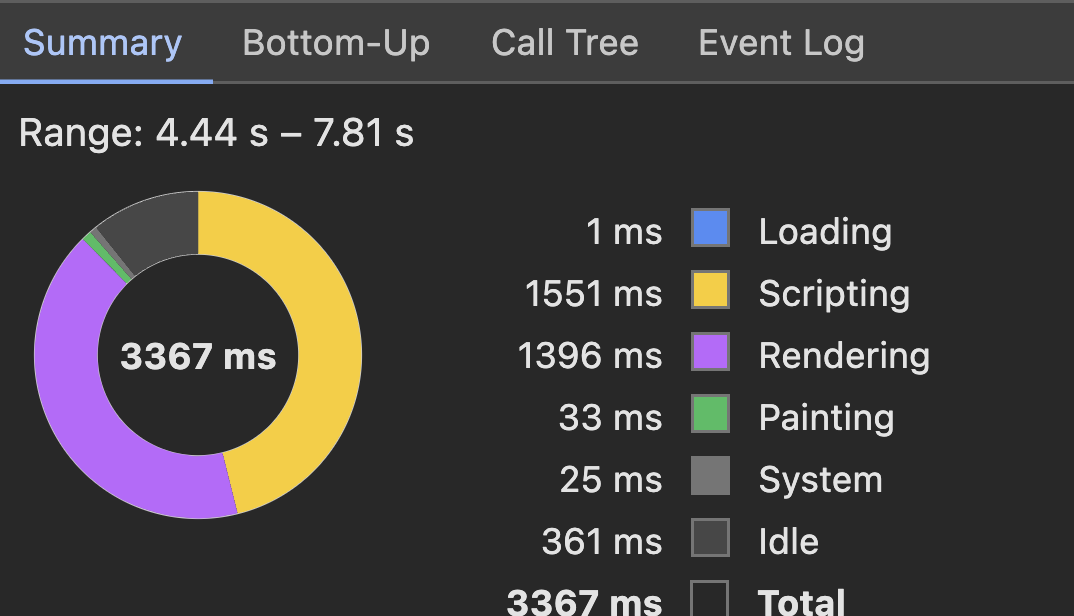 Summary Bottom-Up Call Tree Event Log
Range: 4.44 s – 7.81 s
3367 ms
1 ms Loading
1551 ms Scripting
1396 ms Rendering
33 ms Painting
25 ms System
361 ms Idle
3367 ms Total